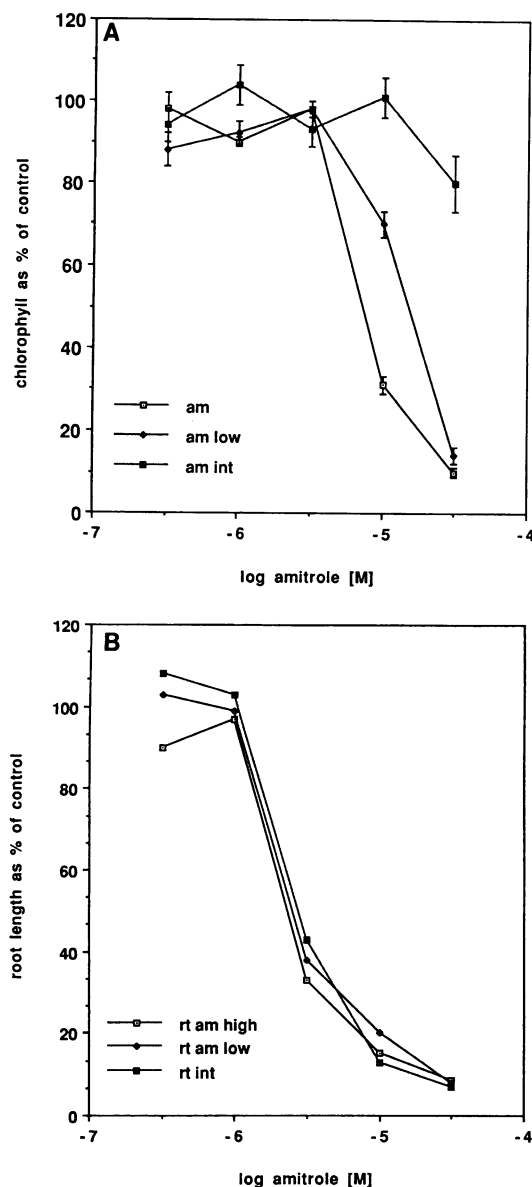 A
120
100
80
60
40
20
0
chlorophyll as % of control
am
am low
am int
-7
-6
-5
-4
log amitrole [M]
B
120
100
80
60
40
20
0
root length as % of control
rt am high
rt am low
rt int
-7
-6
-5
-4
log amitrole [M]